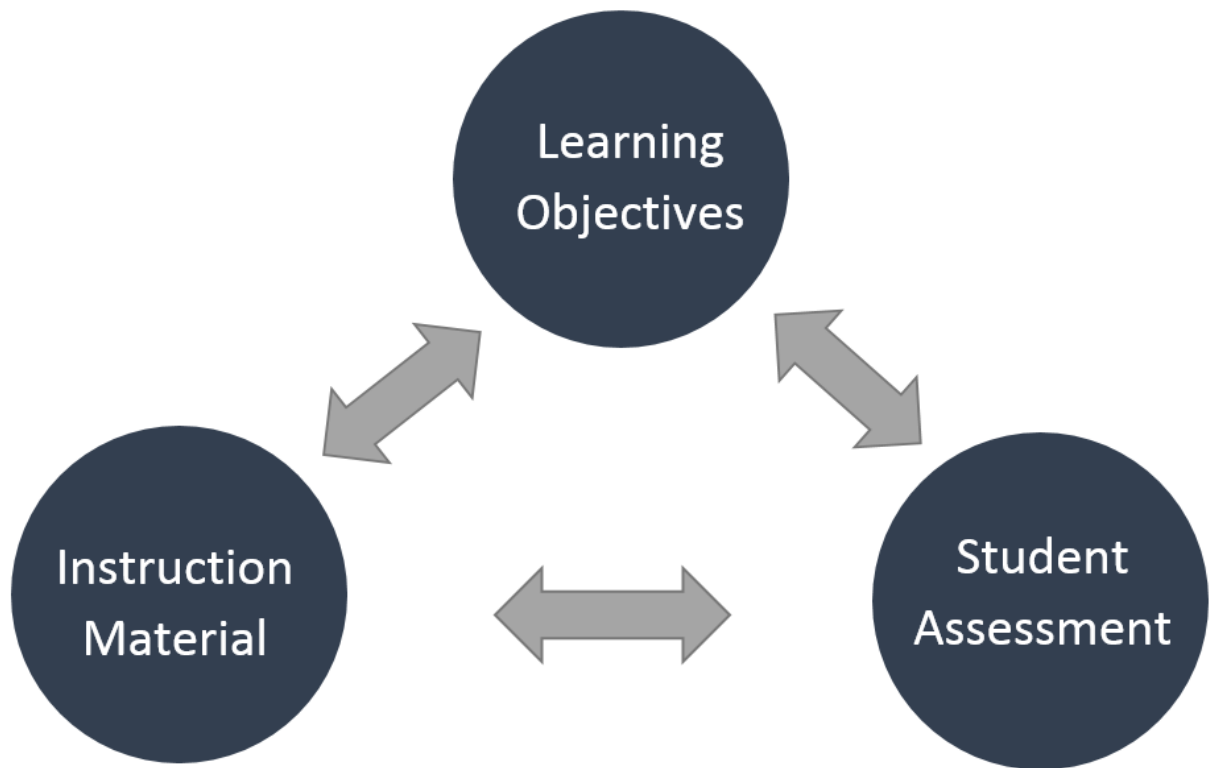 Learning
Objectives
Instruction
Material
Student
Assessment